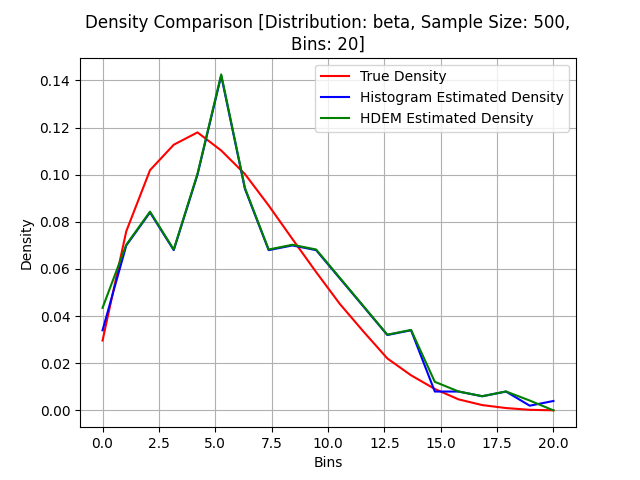 Density Comparison [Distribution: beta, Sample Size: 500,
Bins: 20]
True Density
Histogram Estimated Density
HDEM Estimated Density
Density
0.14
0.12
0.10
0.08
0.06
0.04
0.02
0.00
0.0 2.5 5.0 7.5 10.0 12.5 15.0 17.5 20.0
Bins